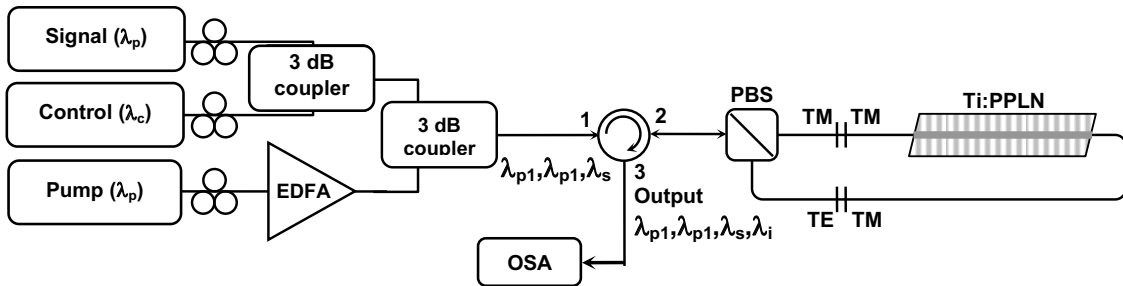 Signal (λp)
3 dB
coupler
Control (λc)
3 dB
coupler
Pump (λp)
EDFA
λp1,λp1,λs
1
2
3
Output
λp1,λp1,λs,λi
OSA
PBS
TM TM
Ti:PPLN
TE TM